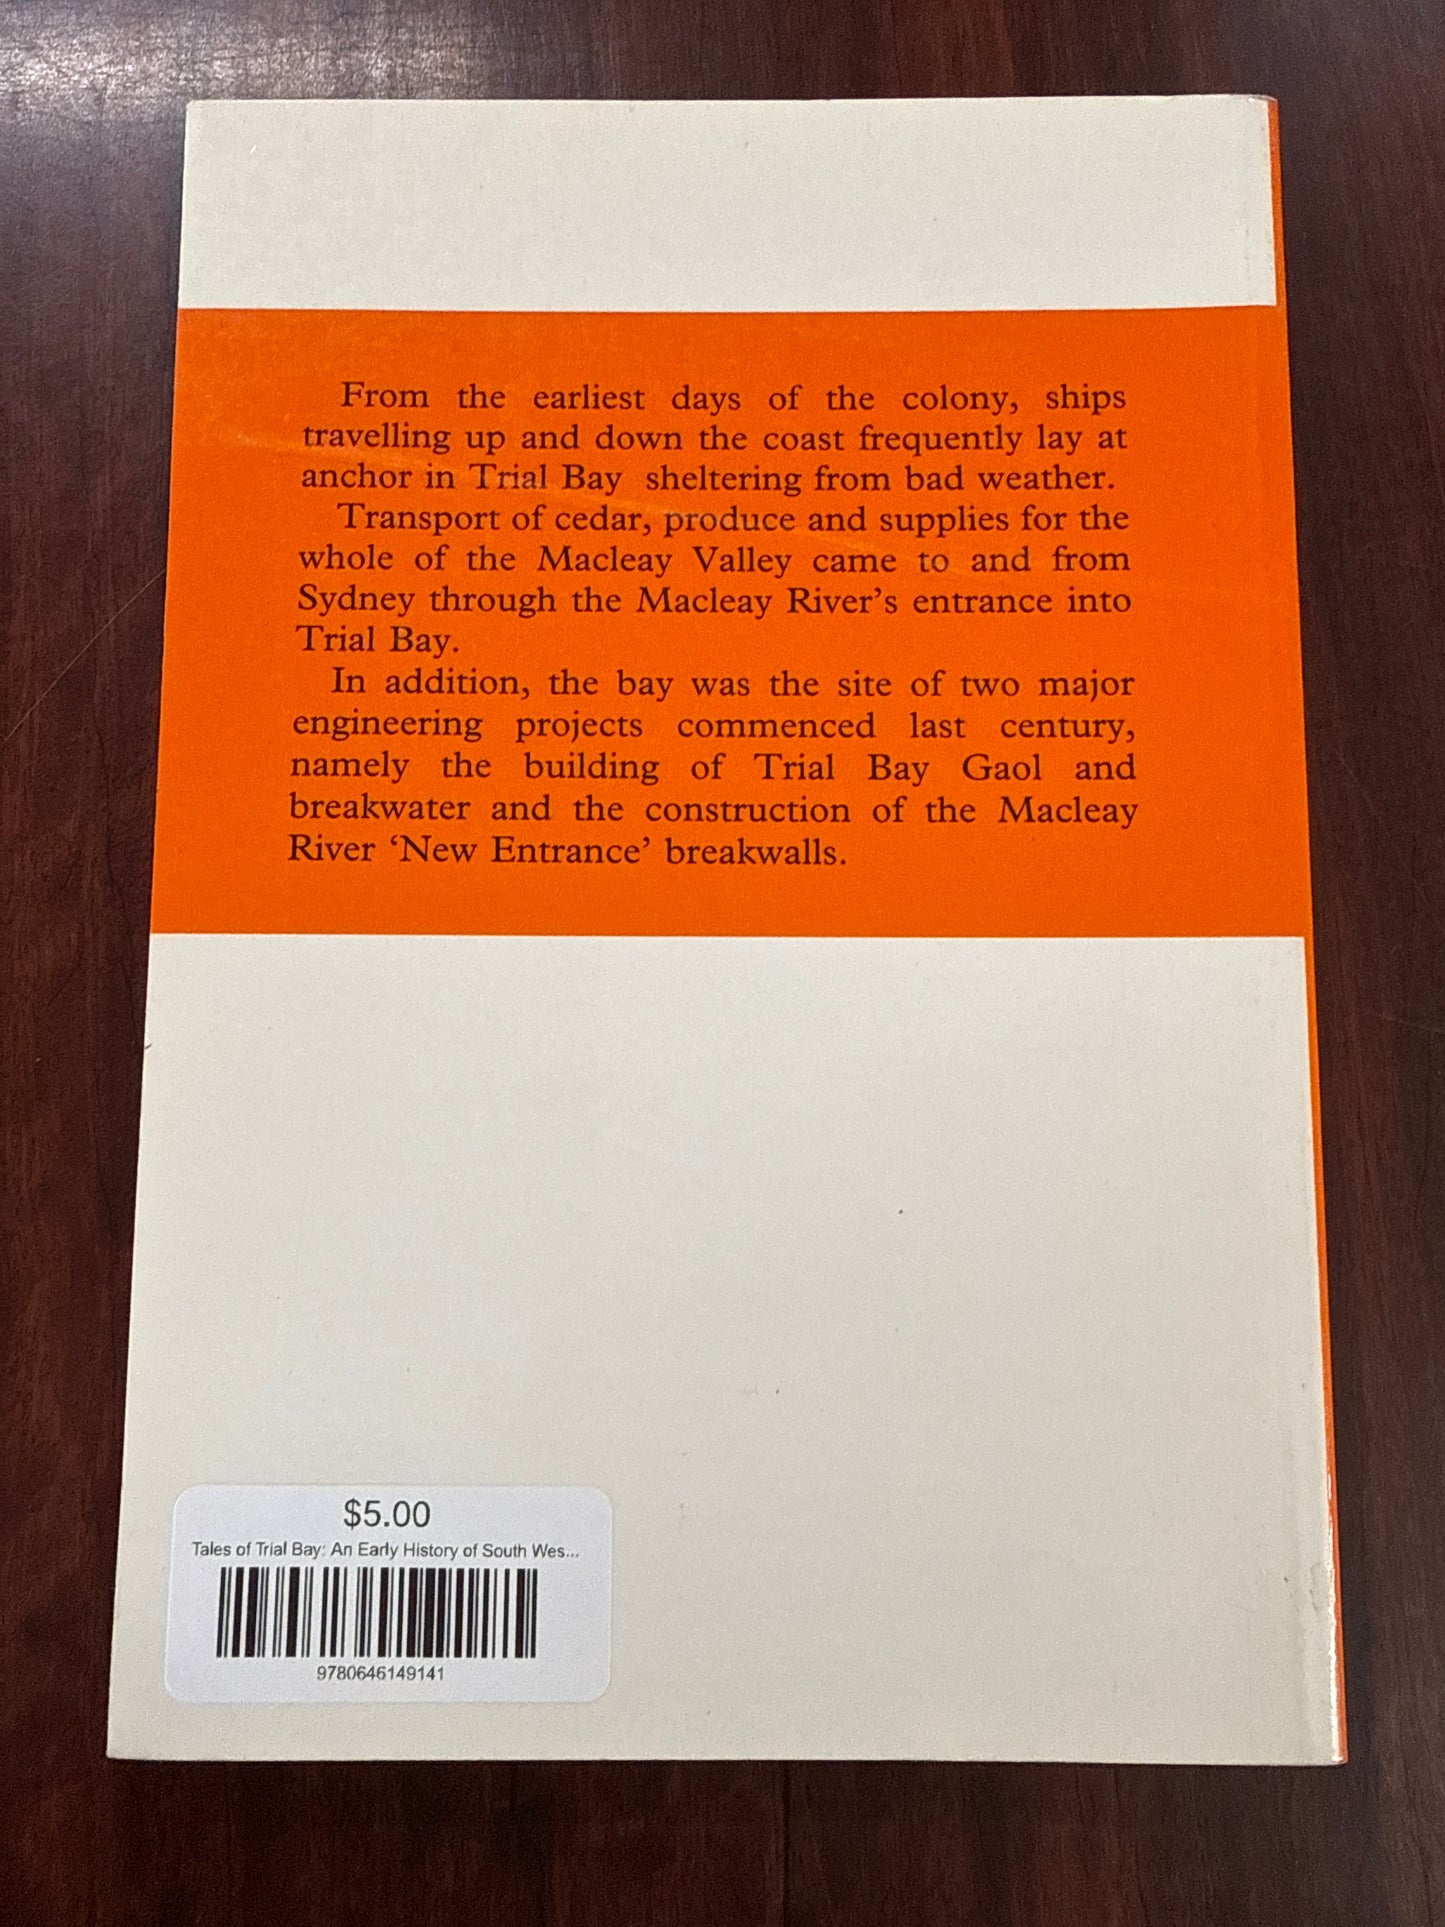 From the earliest days of the colony, ships
travelling up and down the coast frequently lay at
anchor in Trial Bay sheltering from bad weather.
Transport of cedar, produce and supplies for the
whole of the Macleay Valley came to and from
Sydney through the Macleay River’s entrance into
Trial Bay.
In addition, the bay was the site of two major
engineering projects commenced last century,
namely the building of Trial Bay Gaol and
breakwater and the construction of the Macleay
River ‘New Entrance’ breakwalls.
$5.00
Tales of Trial Bay: An Early History of South Wes...
9780646149141